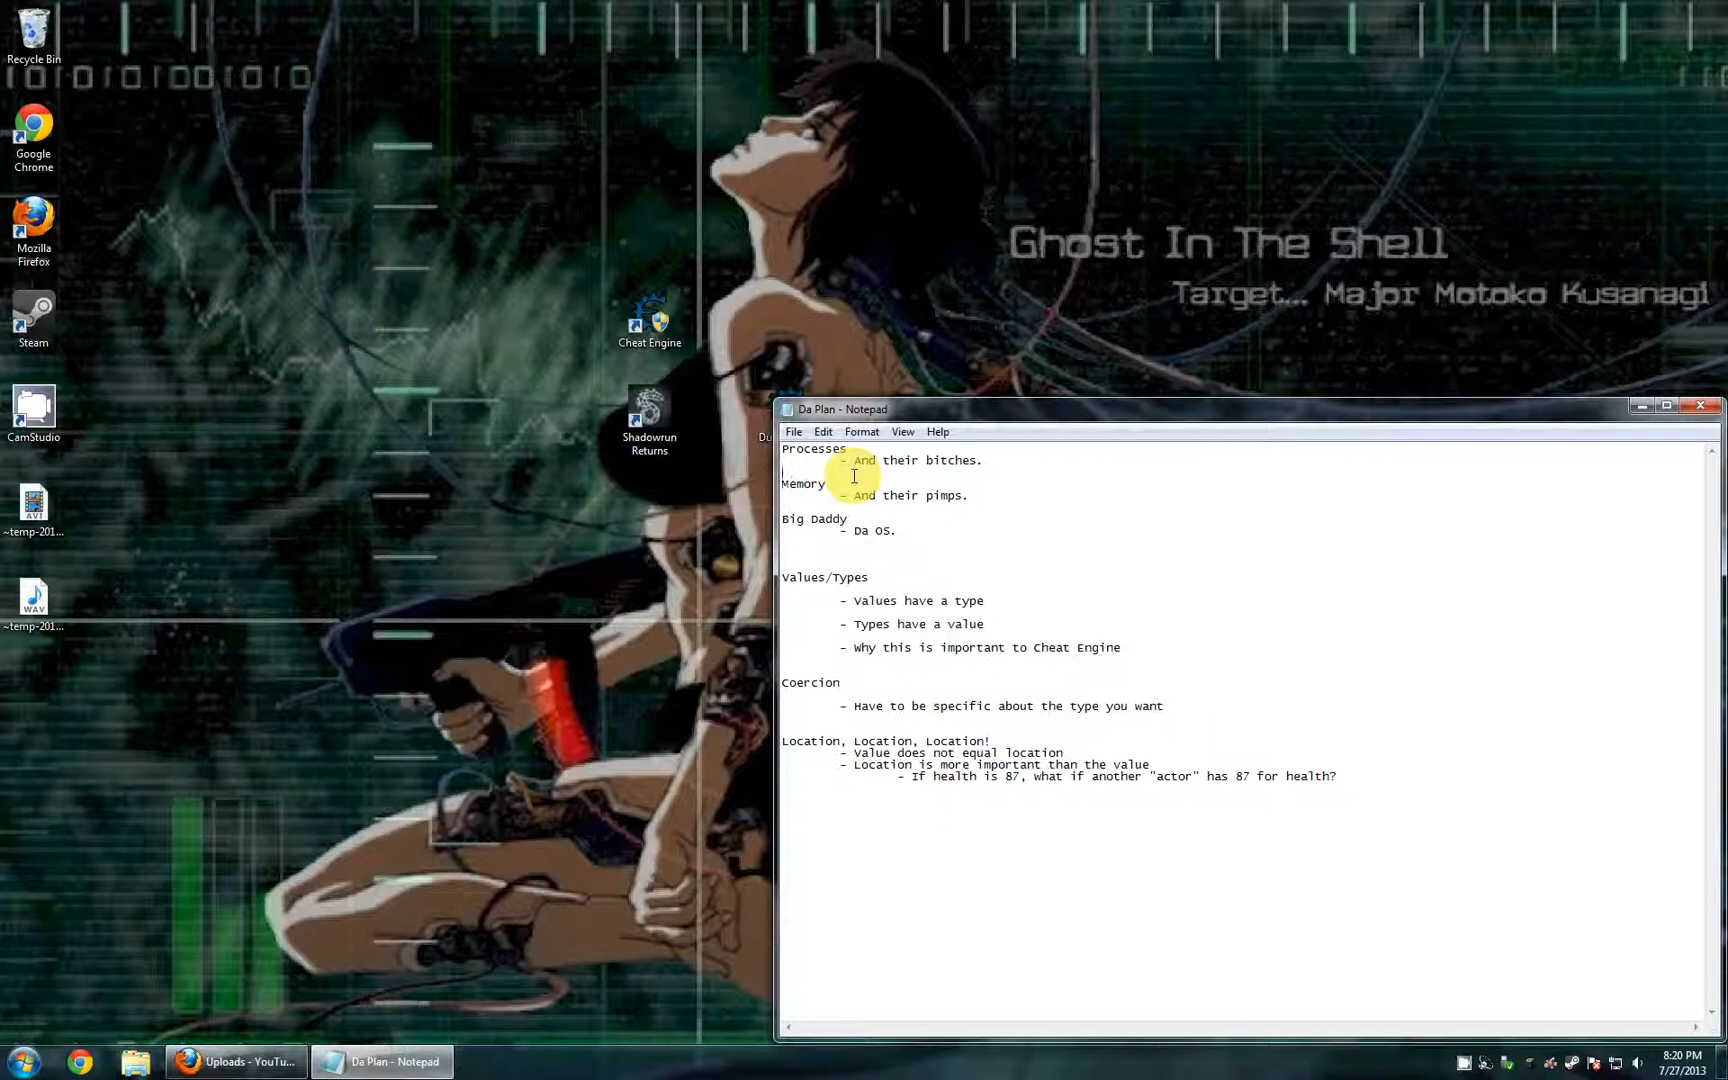 Recycle Bin
10101010001010
Google
Chrome
Mozilla
Firefox
Steam
CamStudio
AVI
~temp-201...
WAV
~temp-201...
Ghost In The Shell
Target... Major Motoko Kusanagi
Cheat Engine
Shadowrun
Returns
Da Plan - Notepad
File Edit Format View Help
Processes
- And their bitches.
Memory
- And their pimps.
Big Daddy
- Da OS.
Values/Types
- Values have a type
- Types have a value
- Why this is important to Cheat Engine
Coercion
- Have to be specific about the type you want
Location, Location, Location!
- Value does not equal location
- Location is more important than the value
- If health is 87, what if another "actor" has 87 for health?
Uploads - YouTu...
Da Plan - Notepad
8:20 PM
7/27/2013